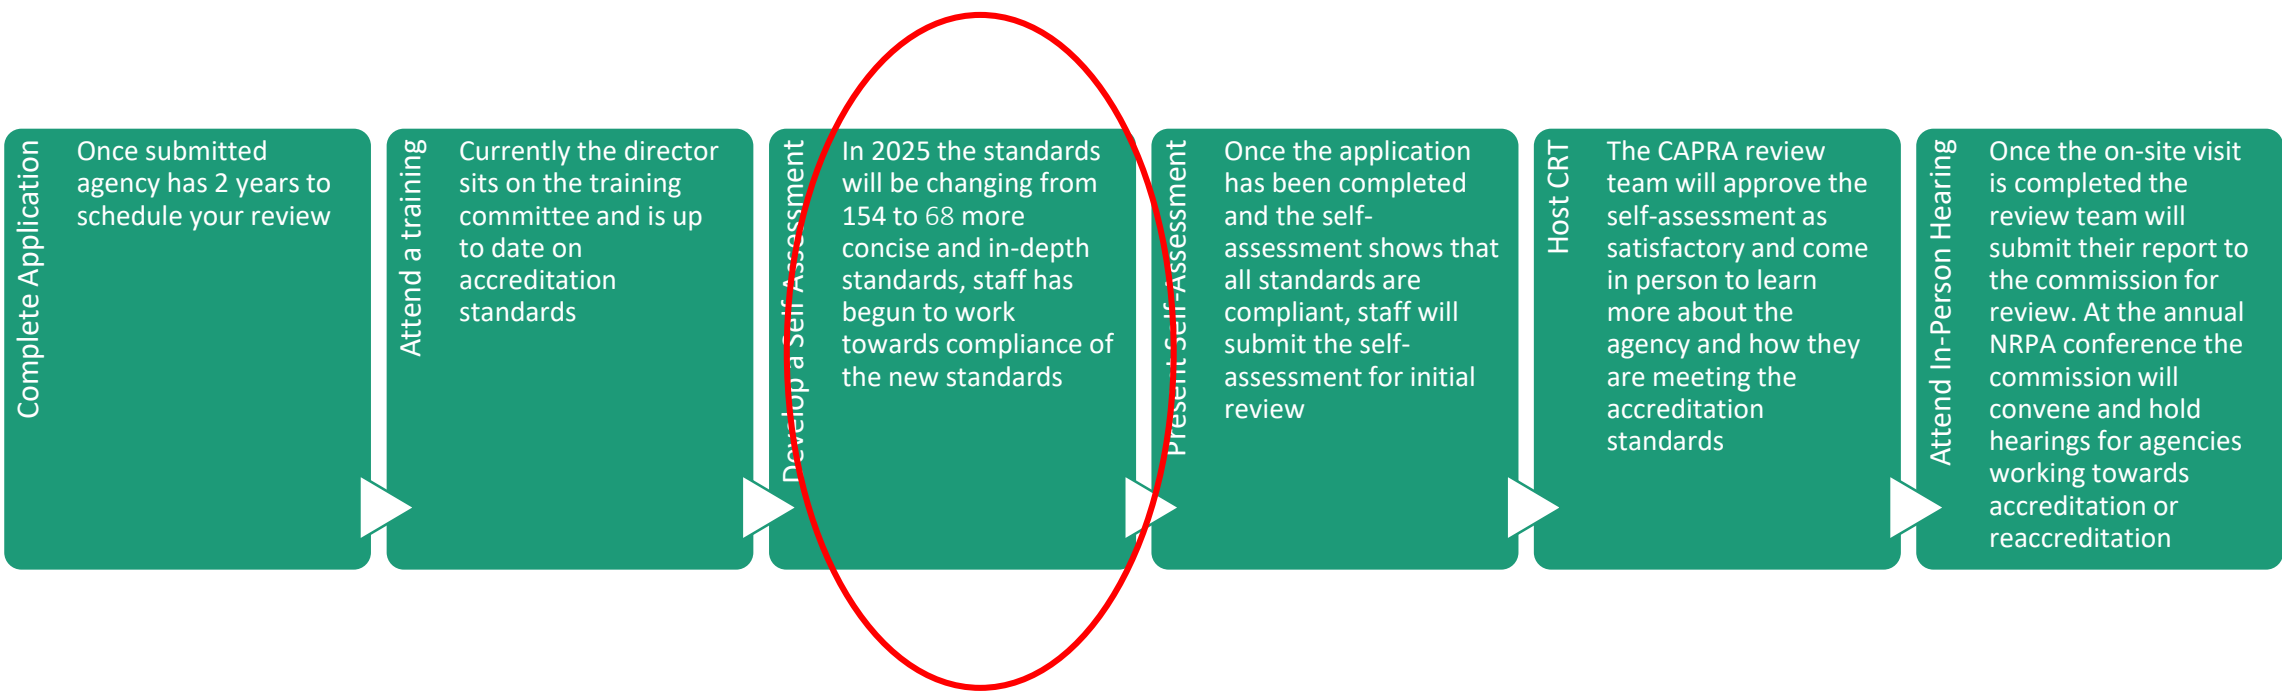 Complete Application
Once submitted
agency has 2 years to
schedule your review
Attend a training
Currently the director
sits on the training
committee and is up
to date on
accreditation
standards
Develop a Self-Assessment
In 2025 the standards
will be changing from
154 to 68 more
concise and in-depth
standards, staff has
begun to work
towards compliance of
the new standards
Present Self-Assessment
Once the application
has been completed
and the self-
assessment shows that
all standards are
compliant, staff will
submit the self-
assessment for initial
review
Host CRT
The CAPRA review
team will approve the
self-assessment as
satisfactory and come
in person to learn
more about the
agency and how they
are meeting the
accreditation
standards
Attend In-Person Hearing
Once the on-site visit
is completed the
review team will
submit their report to
the commission for
review. At the annual
NRPA conference the
commission will
convene and hold
hearings for agencies
working towards
accreditation or
reaccreditation